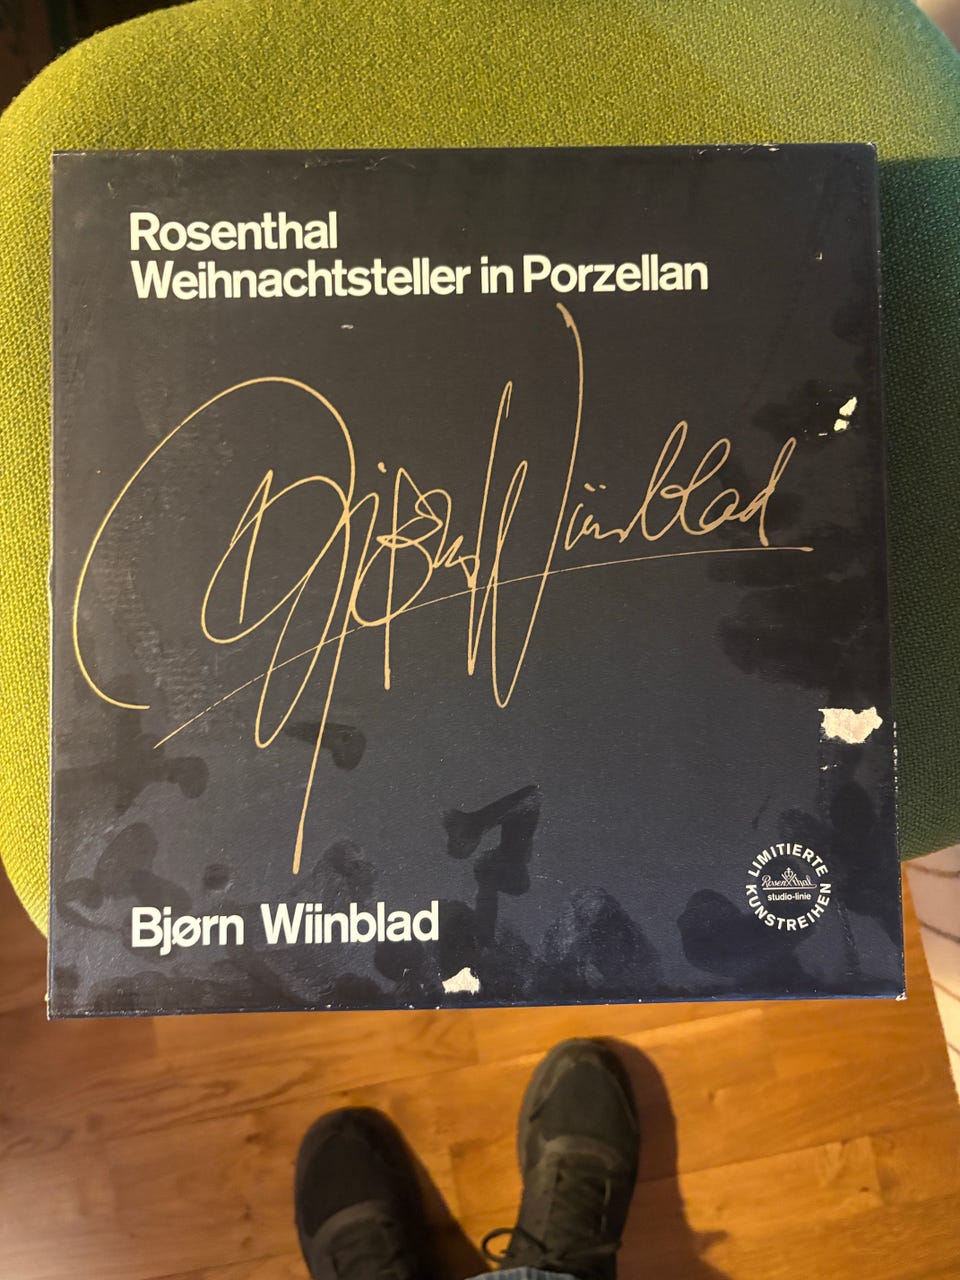 Rosenthal
Weihnachtsteller in Porzellan
Bjørn Wiinblad
Bjørn Wiinblad
LIMITIERTE
Rosenthal
studio-linie
KUNSTREIHEN